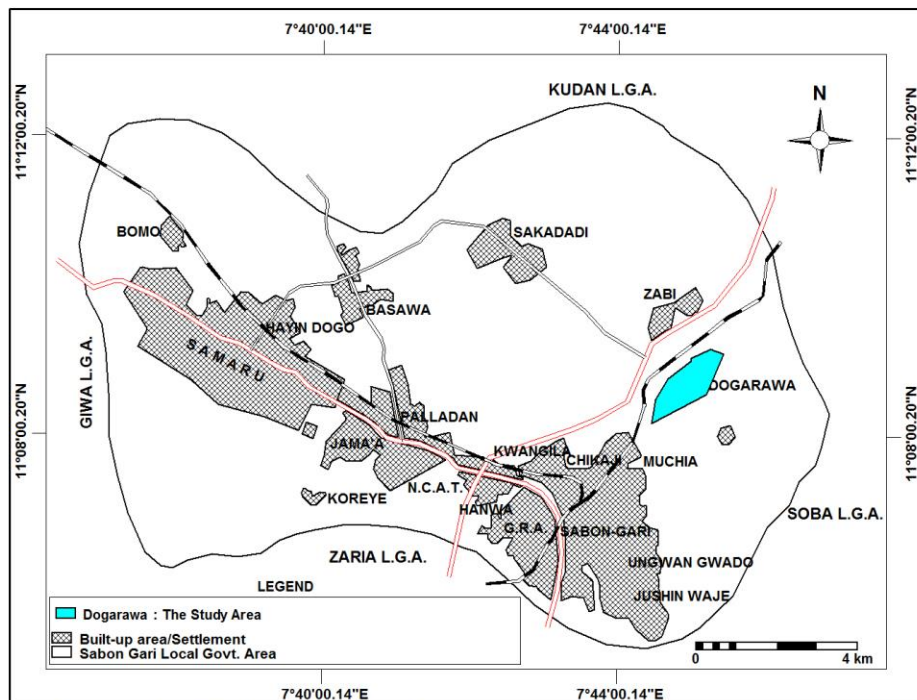 7°40'00.14"E 7°44'00.14"E
KUDAN L.G.A.
N
11°12'00.20"N 11°12'00.20"N
BOMO
SAKADADI
ZABI
BASAWA
HAYIN DOGO
SAMARU
DOGARAWA
GIWA L.G.A.
PALLADAN
11°08'00.20"N 11°08'00.20"N
JAMA'A
KWANGILA
CHIKAJI
MUCHIA
N.C.A.T.
KOREYE
HANWA
SOBA L.G.A.
G.R.A.
SABON-GARI
ZARIA L.G.A.
UNGWAN GWADO
LEGEND
JUSHIN WAJE
Dogarawa : The Study Area
Built-up area/Settlement
Sabon Gari Local Govt. Area
0 4 km
7°40'00.14"E 7°44'00.14"E